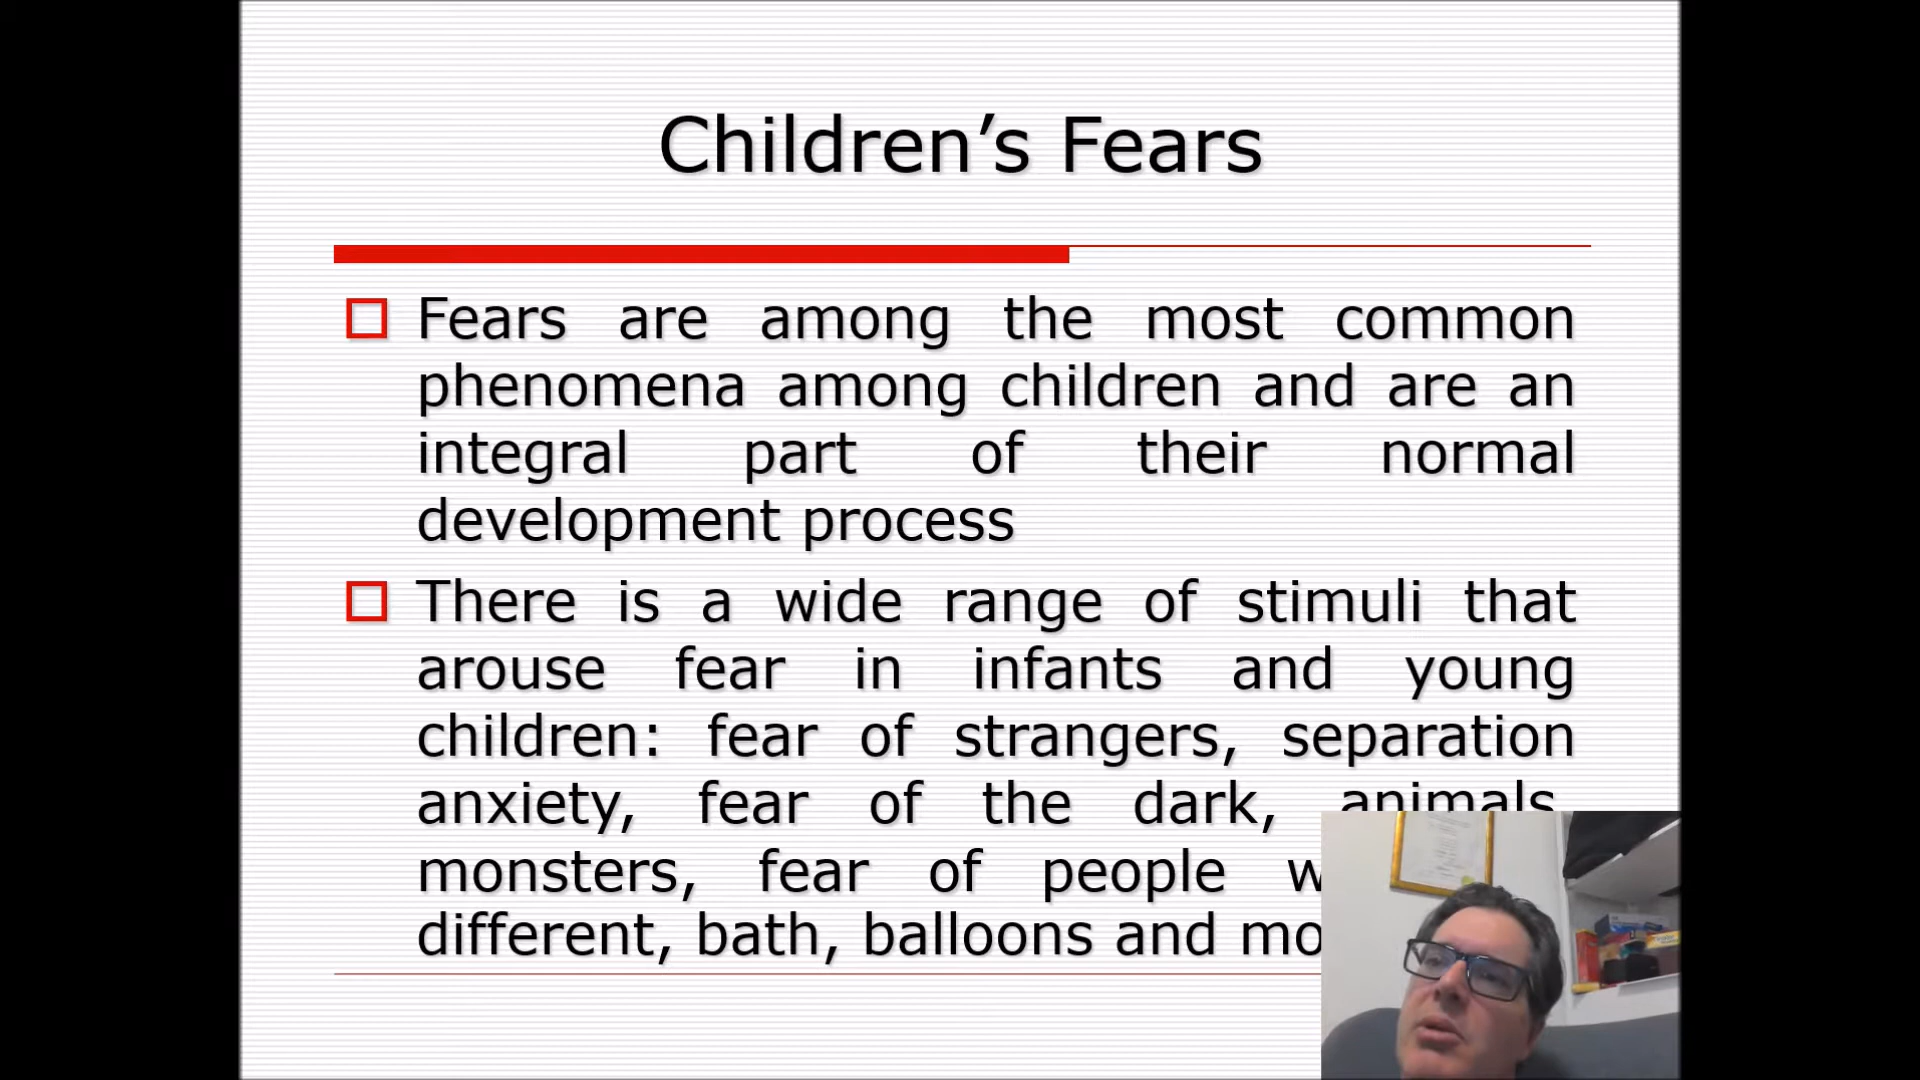 Children’s Fears
Fears are among the most common
phenomena among children and are an
integral part of their normal
development process
There is a wide range of stimuli that
arouse fear in infants and young
children: fear of strangers, separation
anxiety, fear of the dark, animals,
monsters, fear of people
different, bath, balloons and